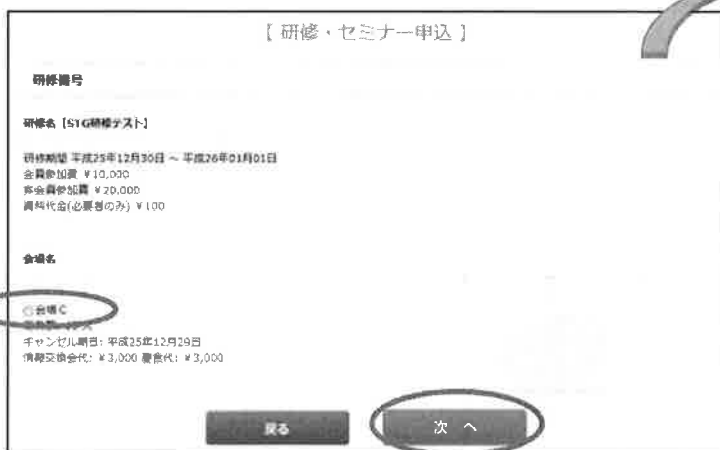 【 研修・セミナー申込 】
研修番号
研修名【STG研修テスト】
研修期間 平成25年12月30日 ～ 平成26年01月01日
会員参加費 ￥10,000
非会員参加費 ￥20,000
資料代金(必要者のみ) ￥100
会場名
○会場C
キャンセル期日: 平成25年12月29日
情報交換会代: ￥3,000 昼食代: ￥3,000
戻る
次 へ